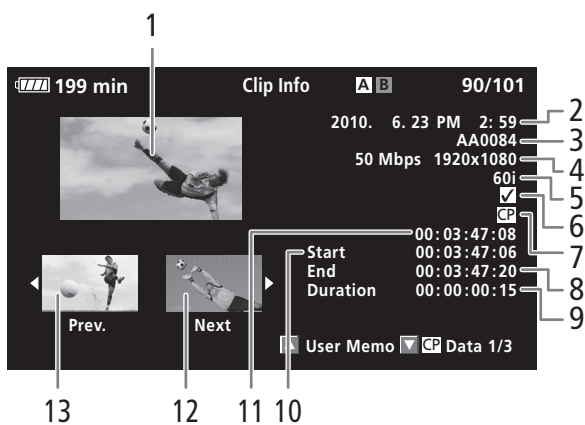 1
199 min Clip Info A B 90/101
2010. 6. 23 PM 2: 59 2
AA0084 3
50 Mbps 1920x1080 4
60i 5
✓ 6
CP 7
00:03:47:08
Start 00:03:47:06
End 00:03:47:20 8
Duration 00:00:00:15 9
Prev. Next
▲ User Memo ▼ CP Data 1/3
13 12 11 10